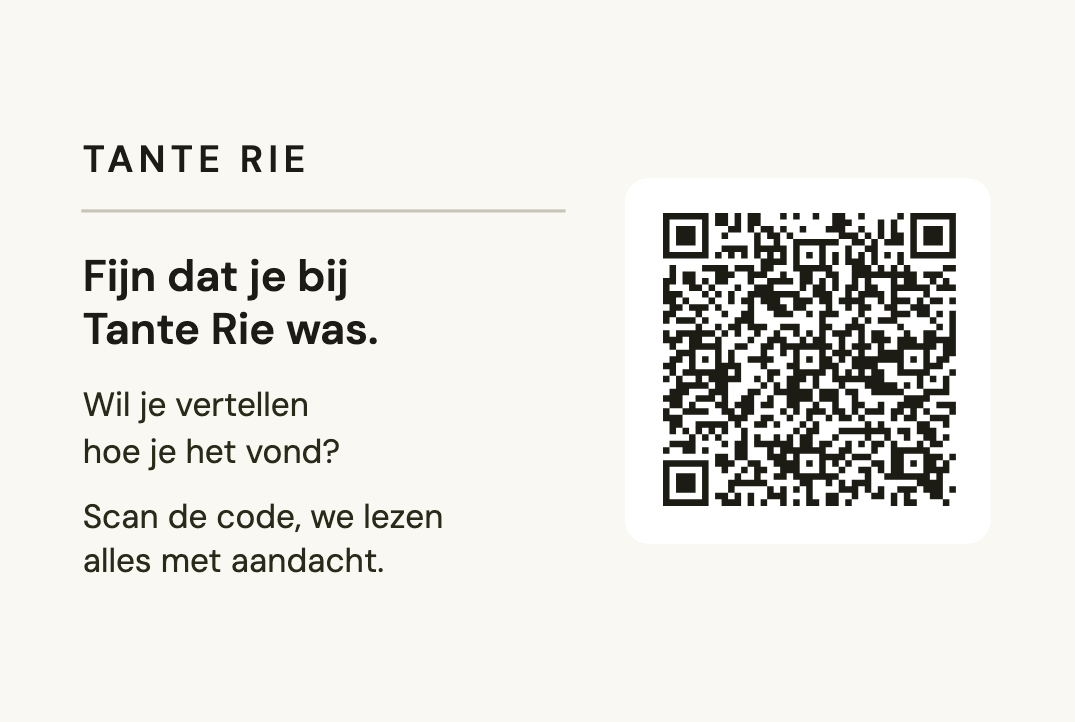 TANTE RIE
Fijn dat je bij
Tante Rie was.
Wil je vertellen
hoe je het vond?
Scan de code, we lezen
alles met aandacht.